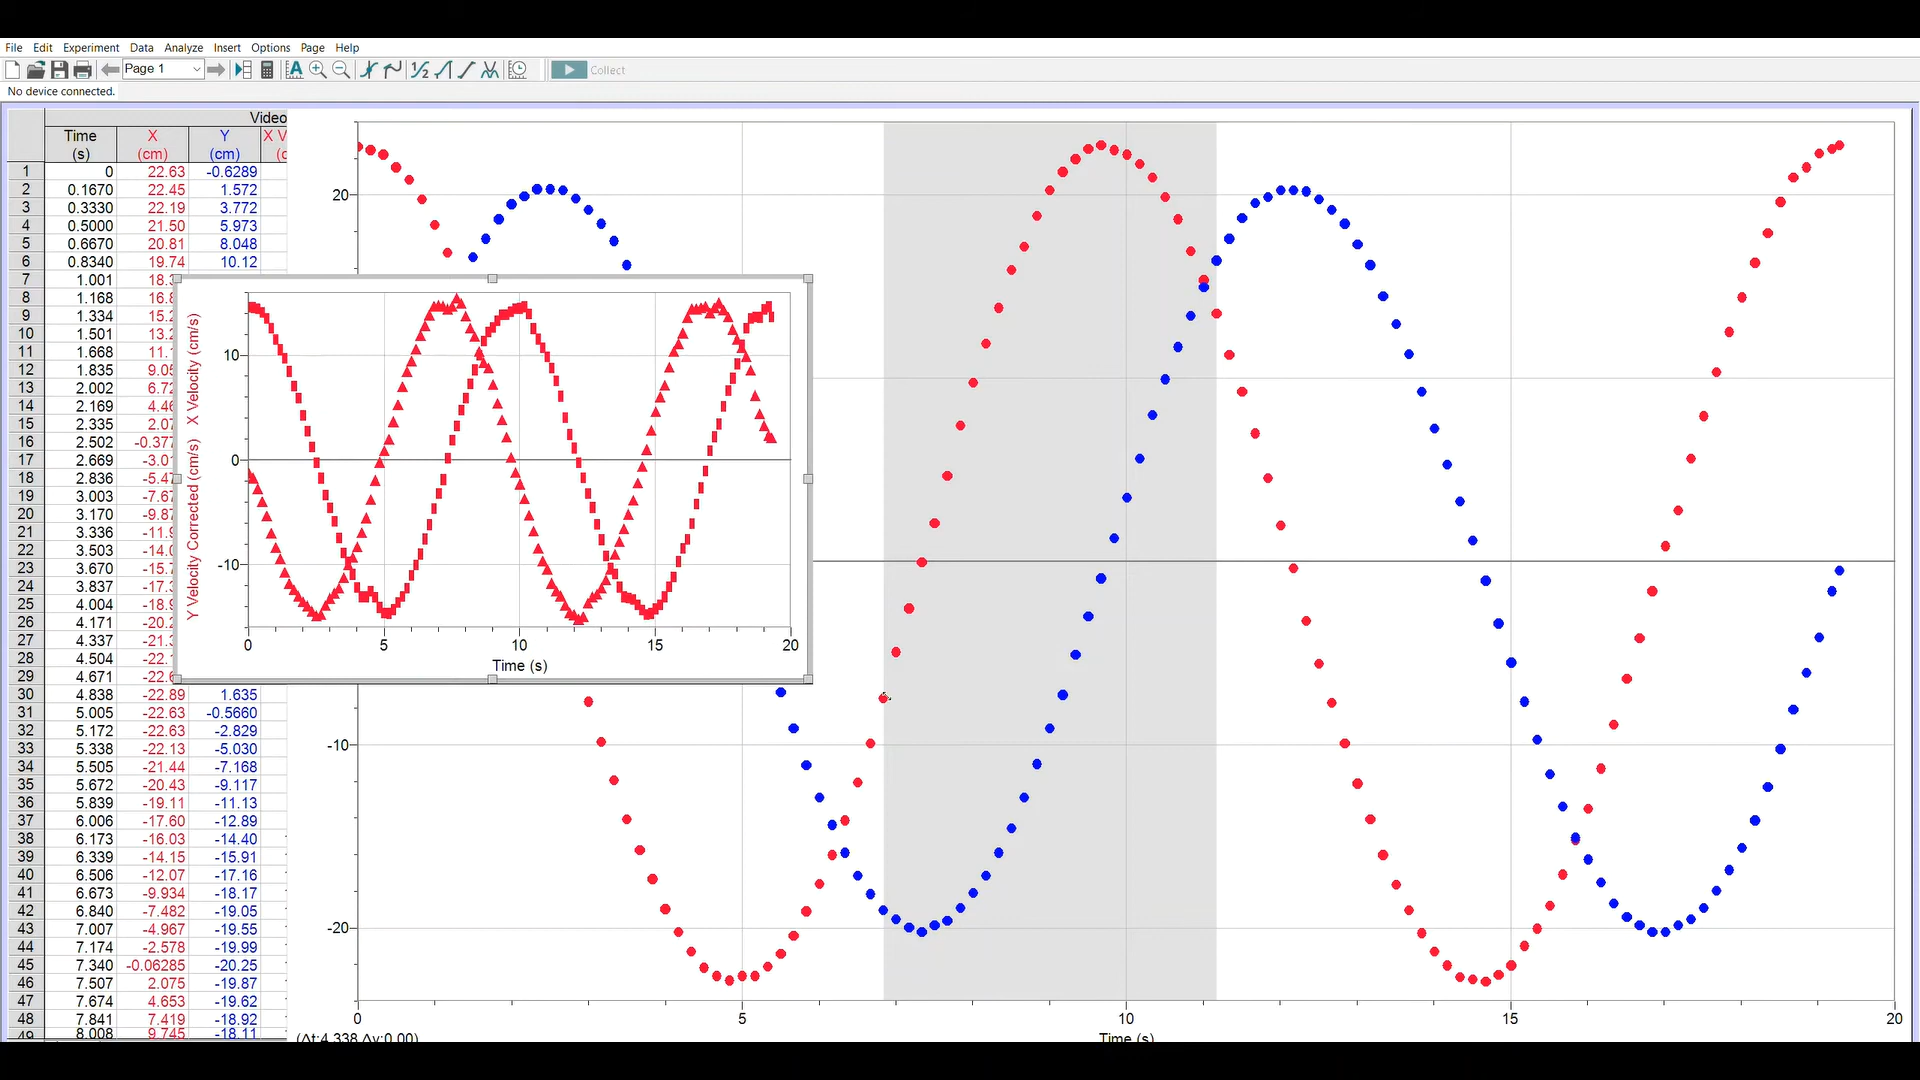 File Edit Experiment Data Analyze Insert Options Page Help
Page 1 Collect
No device connected.
Video
Time X Y X V
(s) (cm) (cm)
1 0 22.63 -0.6289
2 0.1670 22.45 1.572
3 0.3330 22.19 3.772
4 0.5000 21.50 5.973
5 0.6670 20.81 8.048
6 0.8340 19.74 10.12
7 1.001
8 1.168
9 1.334
10 1.501
11 1.668
12 1.835
13 2.002
14 2.169
15 2.335
16 2.502
17 2.669
18 2.836
19 3.003
20 3.170
21 3.336
22 3.503
23 3.670
24 3.837
25 4.004
26 4.171
27 4.337
28 4.504
29 4.671
30 4.838 -22.89 1.635
31 5.005 -22.63 -0.5660
32 5.172 -22.63 -2.829
33 5.338 -22.13 -5.030
34 5.505 -21.44 -7.168
35 5.672 -20.43 -9.117
36 5.839 -19.11 -11.13
37 6.006 -17.60 -12.89
38 6.173 -16.03 -14.40
39 6.339 -14.15 -15.91
40 6.506 -12.07 -17.16
41 6.673 -9.934 -18.17
42 6.840 -7.482 -19.05
43 7.007 -4.967 -19.55
44 7.174 -2.578 -19.99
45 7.340 -0.06285 -20.25
46 7.507 2.075 -19.87
47 7.674 4.653 -19.62
48 7.841 7.419 -18.92
49 8.008 9.745 -18.11
20
-10
-20
0 5 10 15 20
Time (s)
(Δt:4.338 Δy:0.00)
Y Velocity Corrected (cm/s) X Velocity (cm/s)
10
0
-10
0 5 10 15 20
Time (s)